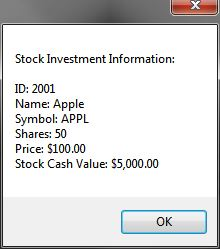 Stock Investment Information:
ID: 2001
Name: Apple
Symbol: APPL
Shares: 50
Price: $100.00
Stock Cash Value: $5,000.00
OK